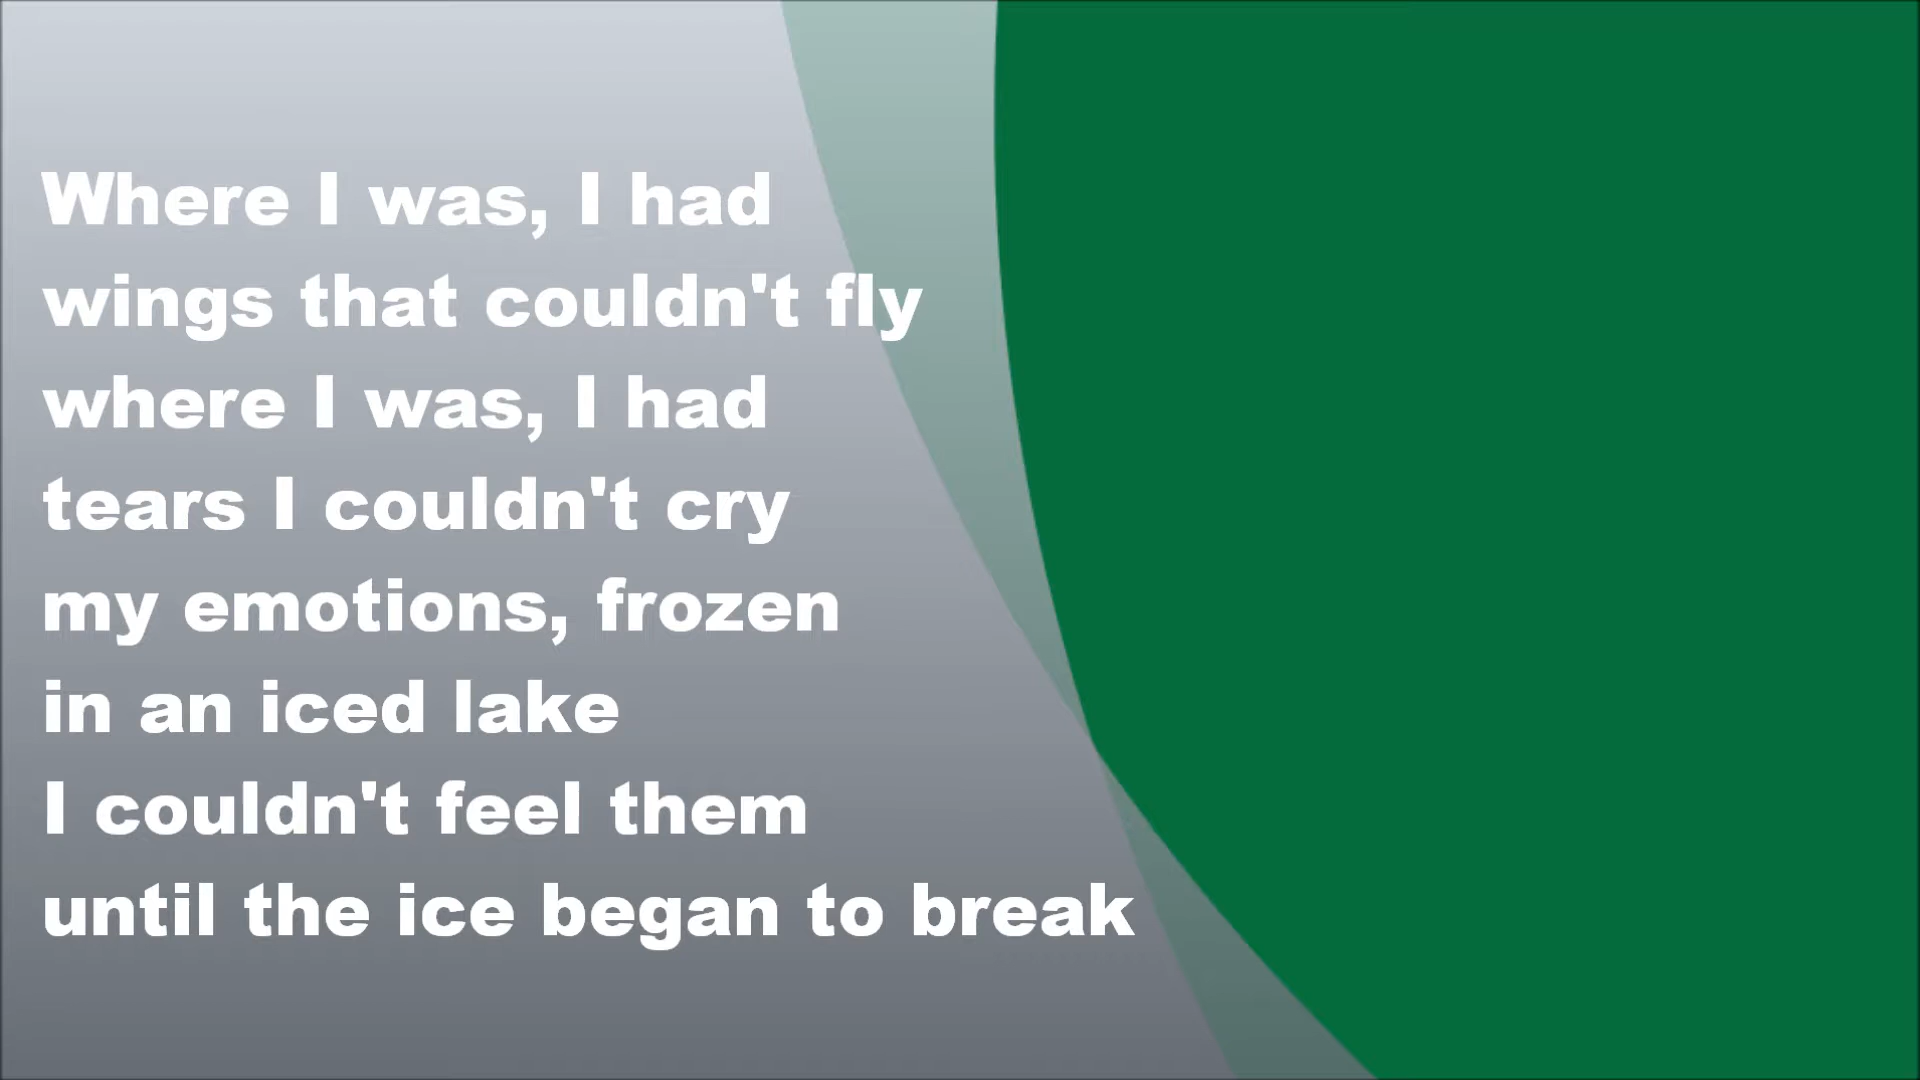 Where I was, I had
wings that couldn't fly
where I was, I had
tears I couldn't cry
my emotions, frozen
in an iced lake
I couldn't feel them
until the ice began to break